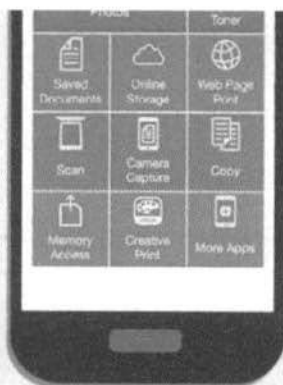 Photos
Toner
Saved
Documents
Online
Storage
Web Page
Print
Scan
Camera
Capture
Copy
Memory
Access
Creative
Print
More Apps